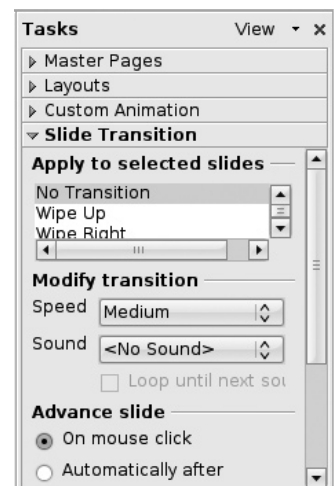 Tasks View
Master Pages
Layouts
Custom Animation
Slide Transition
Apply to selected slides
No Transition
Wipe Up
Wipe Right
Modify transition
Speed Medium
Sound <No Sound>
Loop until next sou
Advance slide
On mouse click
Automatically after